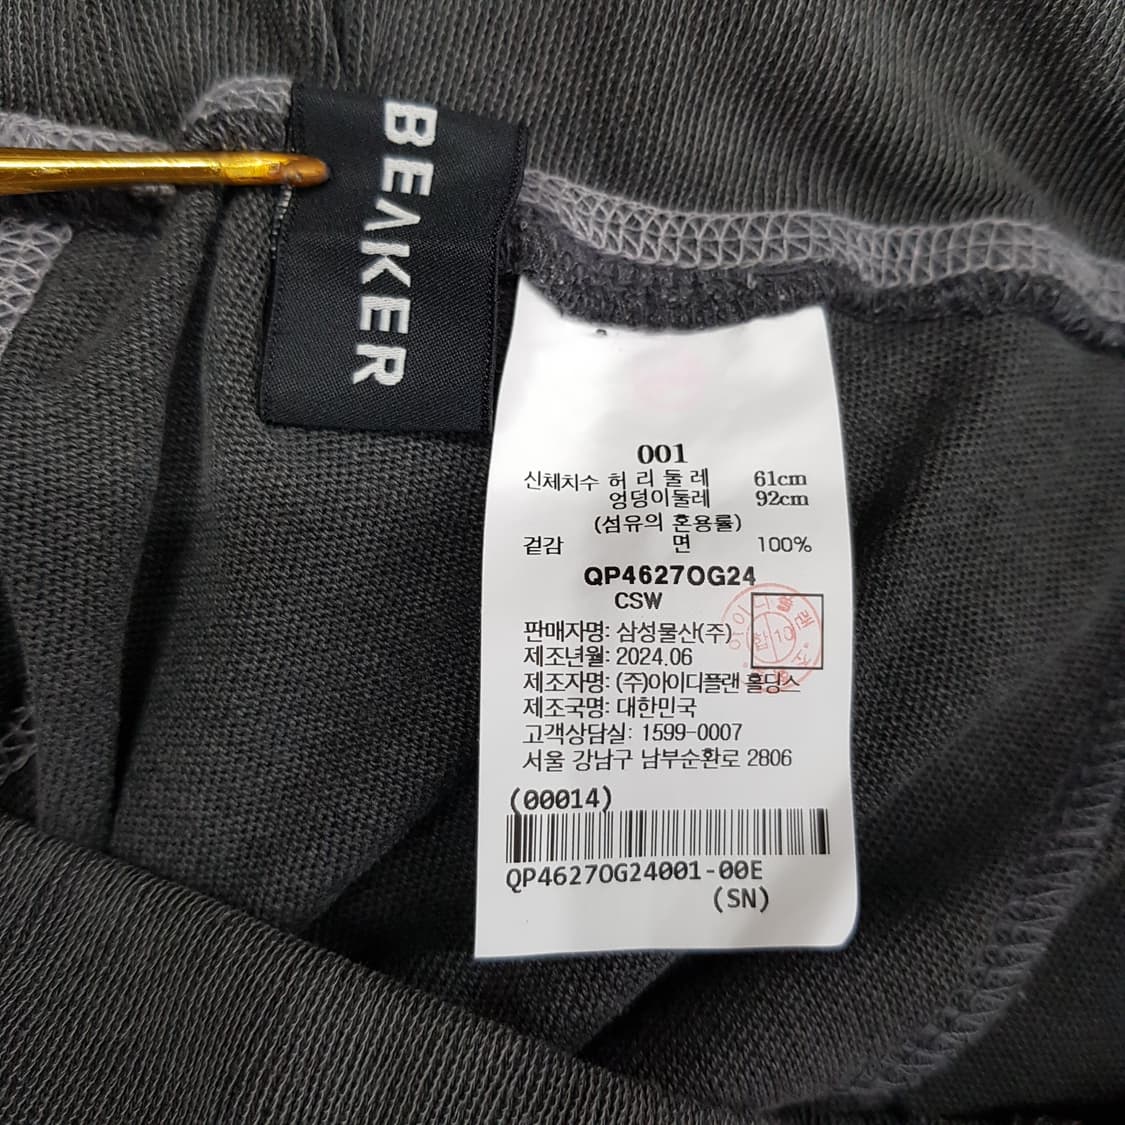 BEAKER
001
신체치수 허 리 둘 레 61cm
엉덩이둘레 92cm
(섬유의 혼용률)
겉감 면 100%
QP4627OG24
CSW
판매자명: 삼성물산(주)
제조년월: 2024.06
제조자명: (주)아이디플랜 홀딩스
제조국명: 대한민국
고객상담실: 1599-0007
서울 강남구 남부순환로 2806
(00014)
QP4627OG24001-00E
(SN)
합 10